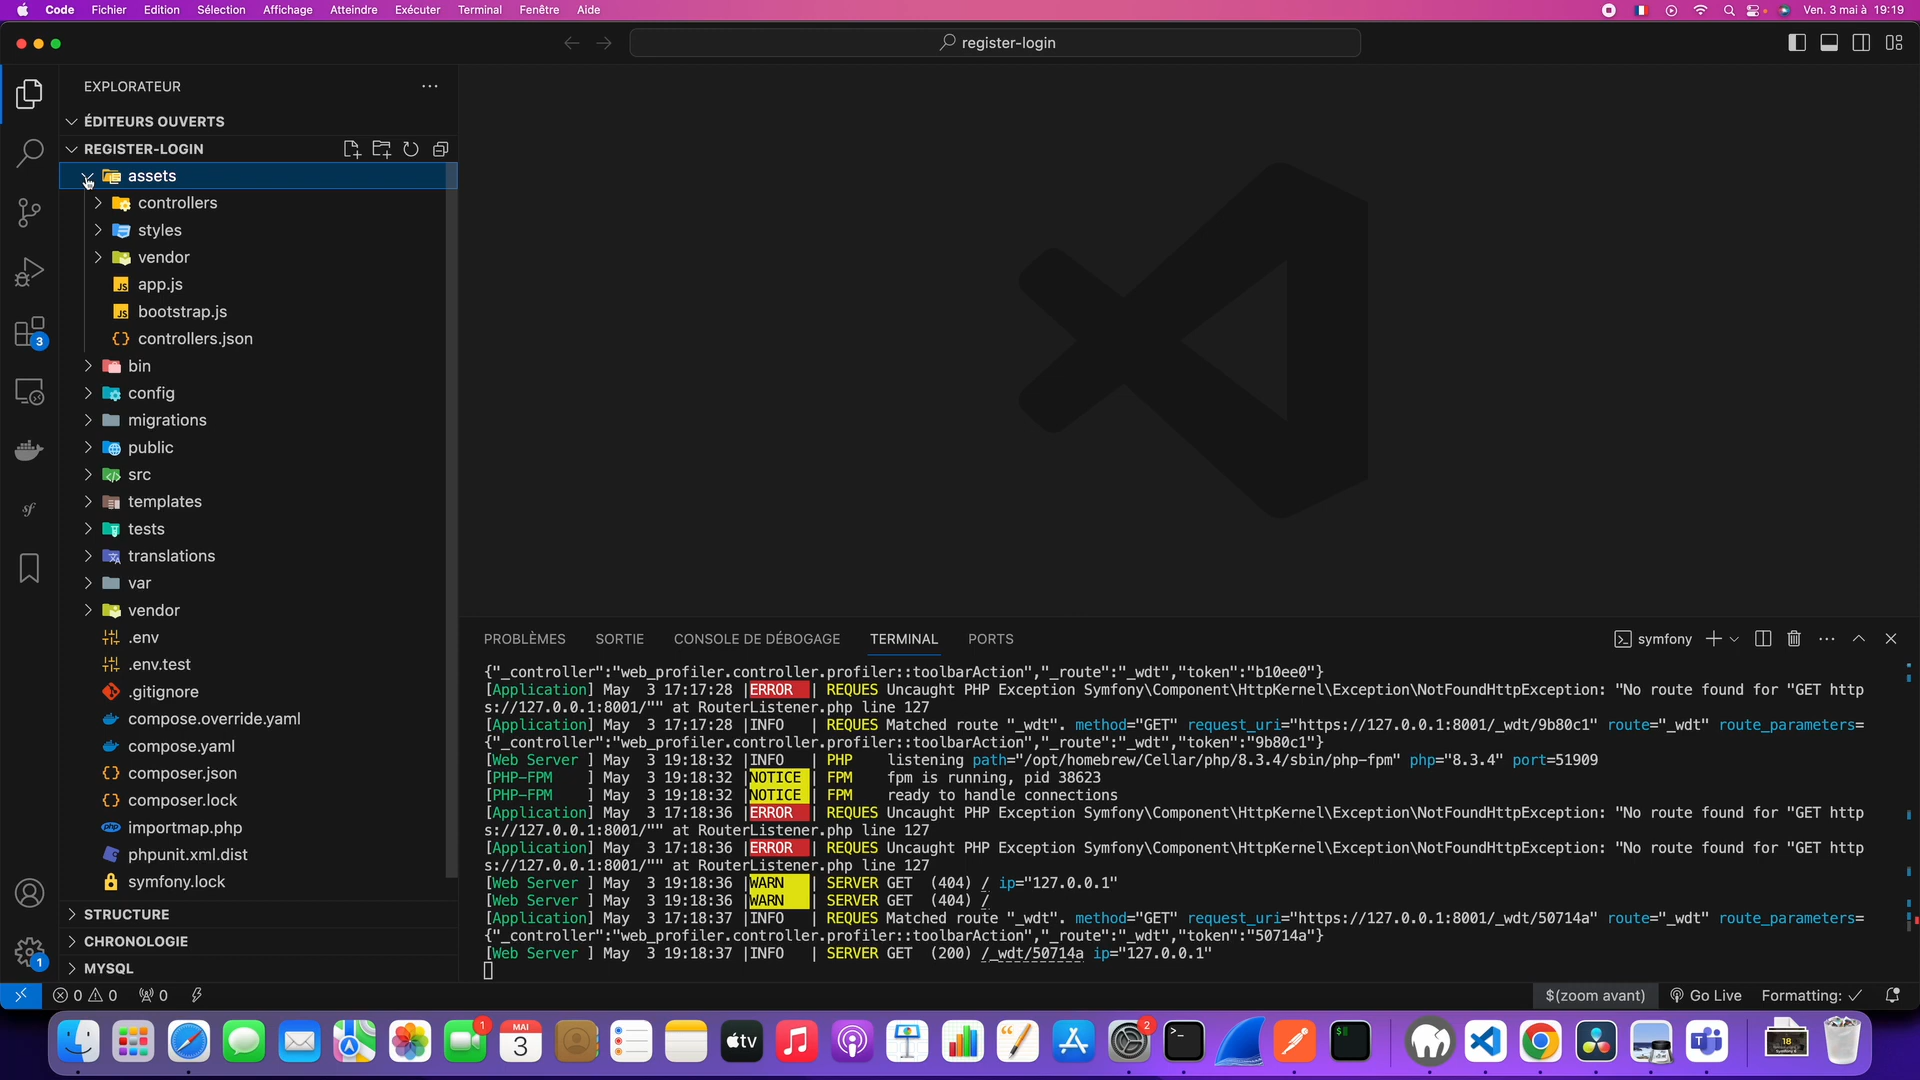 Code Fichier Edition Sélection Affichage Atteindre Exécuter Terminal Fenêtre Aide Ven. 3 mai à 19:19
register-login
EXPLORATEUR
ÉDITEURS OUVERTS
REGISTER-LOGIN
assets
controllers
styles
vendor
JS app.js
JS bootstrap.js
{} controllers.json
3
bin
config
migrations
public
src
templates
tests
translations
var
vendor
.env
.env.test
.gitignore
compose.override.yaml
compose.yaml
{} composer.json
{} composer.lock
php importmap.php
phpunit.xml.dist
symfony.lock
STRUCTURE
CHRONOLOGIE
MYSQL
1
PROBLÈMES SORTIE CONSOLE DE DÉBOGAGE TERMINAL PORTS symfony
{"_controller":"web_profiler.controller.profiler::toolbarAction","_route":"_wdt","token":"b10ee0"}
[Application] May 3 17:17:28 |ERROR | REQUES Uncaught PHP Exception Symfony\Component\HttpKernel\Exception\NotFoundHttpException: "No route found for "GET http
s://127.0.0.1:8001/"" at RouterListener.php line 127
[Application] May 3 17:17:28 |INFO | REQUES Matched route "_wdt". method="GET" request_uri="https://127.0.0.1:8001/_wdt/9b80c1" route="_wdt" route_parameters=
{"_controller":"web_profiler.controller.profiler::toolbarAction","_route":"_wdt","token":"9b80c1"}
[Web Server ] May 3 19:18:32 |INFO | PHP listening path="/opt/homebrew/Cellar/php/8.3.4/sbin/php-fpm" php="8.3.4" port=51909
[PHP-FPM ] May 3 19:18:32 |NOTICE | FPM fpm is running, pid 38623
[PHP-FPM ] May 3 19:18:32 |NOTICE | FPM ready to handle connections
[Application] May 3 17:18:36 |ERROR | REQUES Uncaught PHP Exception Symfony\Component\HttpKernel\Exception\NotFoundHttpException: "No route found for "GET http
s://127.0.0.1:8001/"" at RouterListener.php line 127
[Application] May 3 17:18:36 |ERROR | REQUES Uncaught PHP Exception Symfony\Component\HttpKernel\Exception\NotFoundHttpException: "No route found for "GET http
s://127.0.0.1:8001/"" at RouterListener.php line 127
[Web Server ] May 3 19:18:36 |WARN | SERVER GET (404) / ip="127.0.0.1"
[Web Server ] May 3 19:18:36 |WARN | SERVER GET (404) /
[Application] May 3 17:18:37 |INFO | REQUES Matched route "_wdt". method="GET" request_uri="https://127.0.0.1:8001/_wdt/50714a" route="_wdt" route_parameters=
{"_controller":"web_profiler.controller.profiler::toolbarAction","_route":"_wdt","token":"50714a"}
[Web Server ] May 3 19:18:37 |INFO | SERVER GET (200) /_wdt/50714a ip="127.0.0.1"
0 0 0 $(zoom avant) Go Live Formatting:
1 MAI 3 tv 2